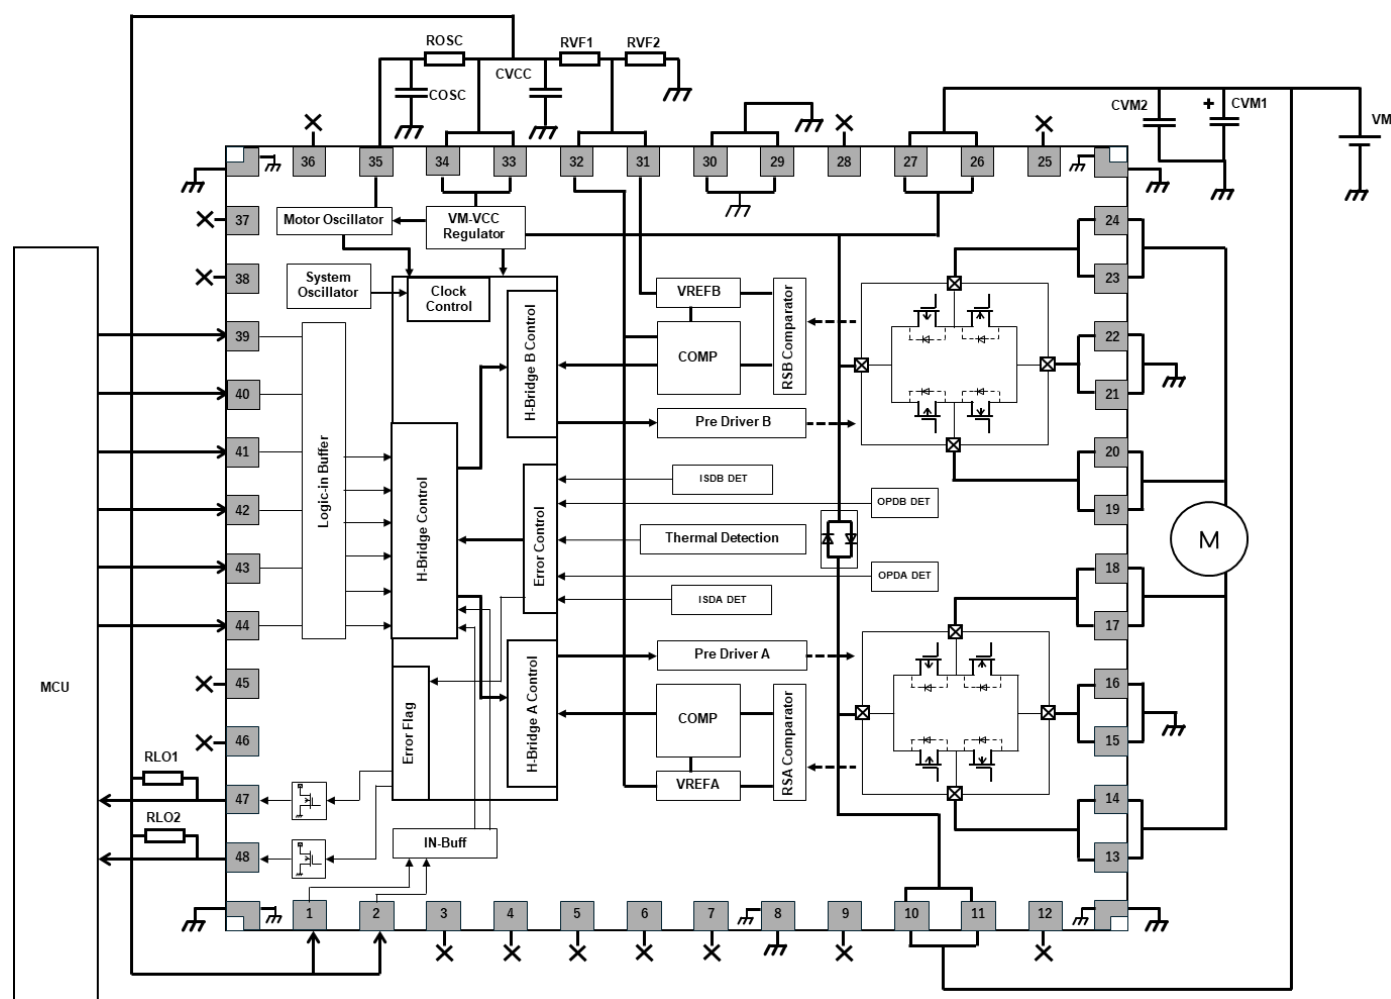 ROSC
RVF1
RVF2
CVCC
COSC
CVM2
+
CVM1
VM
36
35
34
33
32
31
30
29
28
27
26
25
37
Motor Oscillator
VM-VCC
Regulator
24
38
System
Oscillator
Clock
Control
VREFB
23
39
Logic-in Buffer
H-Bridge B Control
COMP
RSB Comparator
22
40
21
41
H-Bridge Control
Pre Driver B
20
42
Error Control
ISDB DET
OPDB DET
19
Thermal Detection
M
43
OPDA DET
18
ISDA DET
44
17
MCU
45
Error Flag
H-Bridge A Control
Pre Driver A
16
COMP
RSA Comparator
46
15
RLO1
VREFA
47
14
RLO2
IN-Buff
48
13
1
2
3
4
5
6
7
8
9
10
11
12